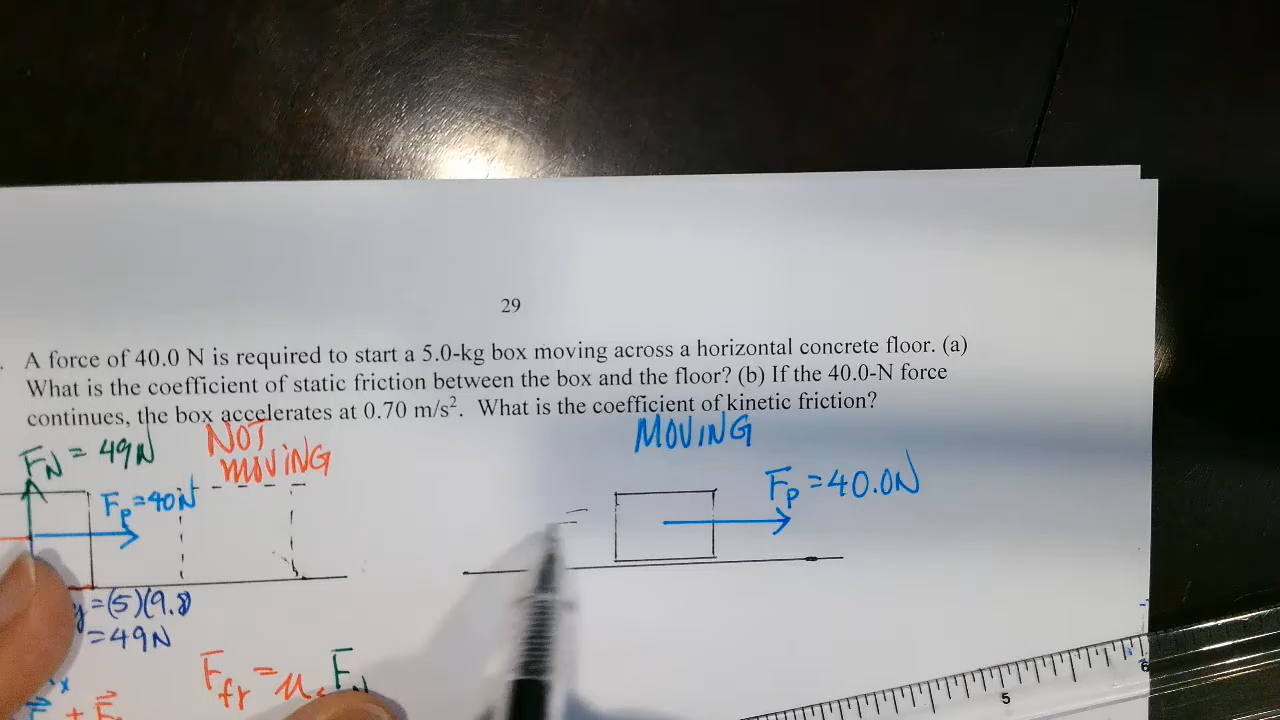 29
A force of 40.0 N is required to start a 5.0-kg box moving across a horizontal concrete floor. (a)
What is the coefficient of static friction between the box and the floor? (b) If the 40.0-N force
continues, the box accelerates at 0.70 m/s². What is the coefficient of kinetic friction?
FN = 49N
NOT
MOVING
MOVING
Fp=40N
Fp=40.0N
=(5)(9.8
=49N
Ffr=
5
6